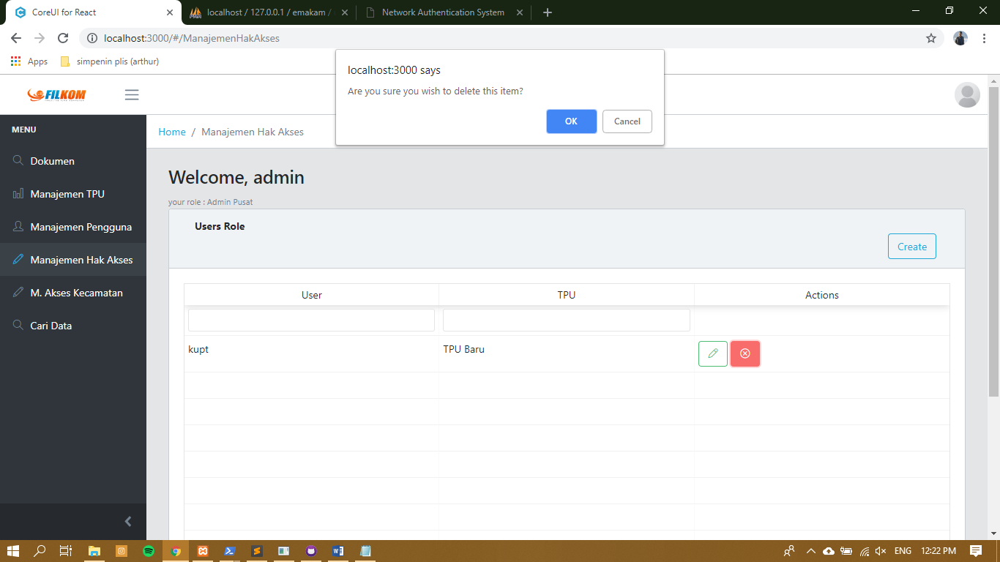 CoreUI for React
localhost / 127.0.0.1 / emakam /
Network Authentication System
localhost:3000/#/ManajemenHakAkses
Apps
simpenin plis (arthur)
localhost:3000 says
Are you sure you wish to delete this item?
OK
Cancel
FILKOM
MENU
Home / Manajemen Hak Akses
Dokumen
Manajemen TPU
Manajemen Pengguna
Manajemen Hak Akses
M. Akses Kecamatan
Cari Data
Welcome, admin
your role : Admin Pusat
Users Role
Create
User
TPU
Actions
kupt
TPU Baru
ENG
12:22 PM